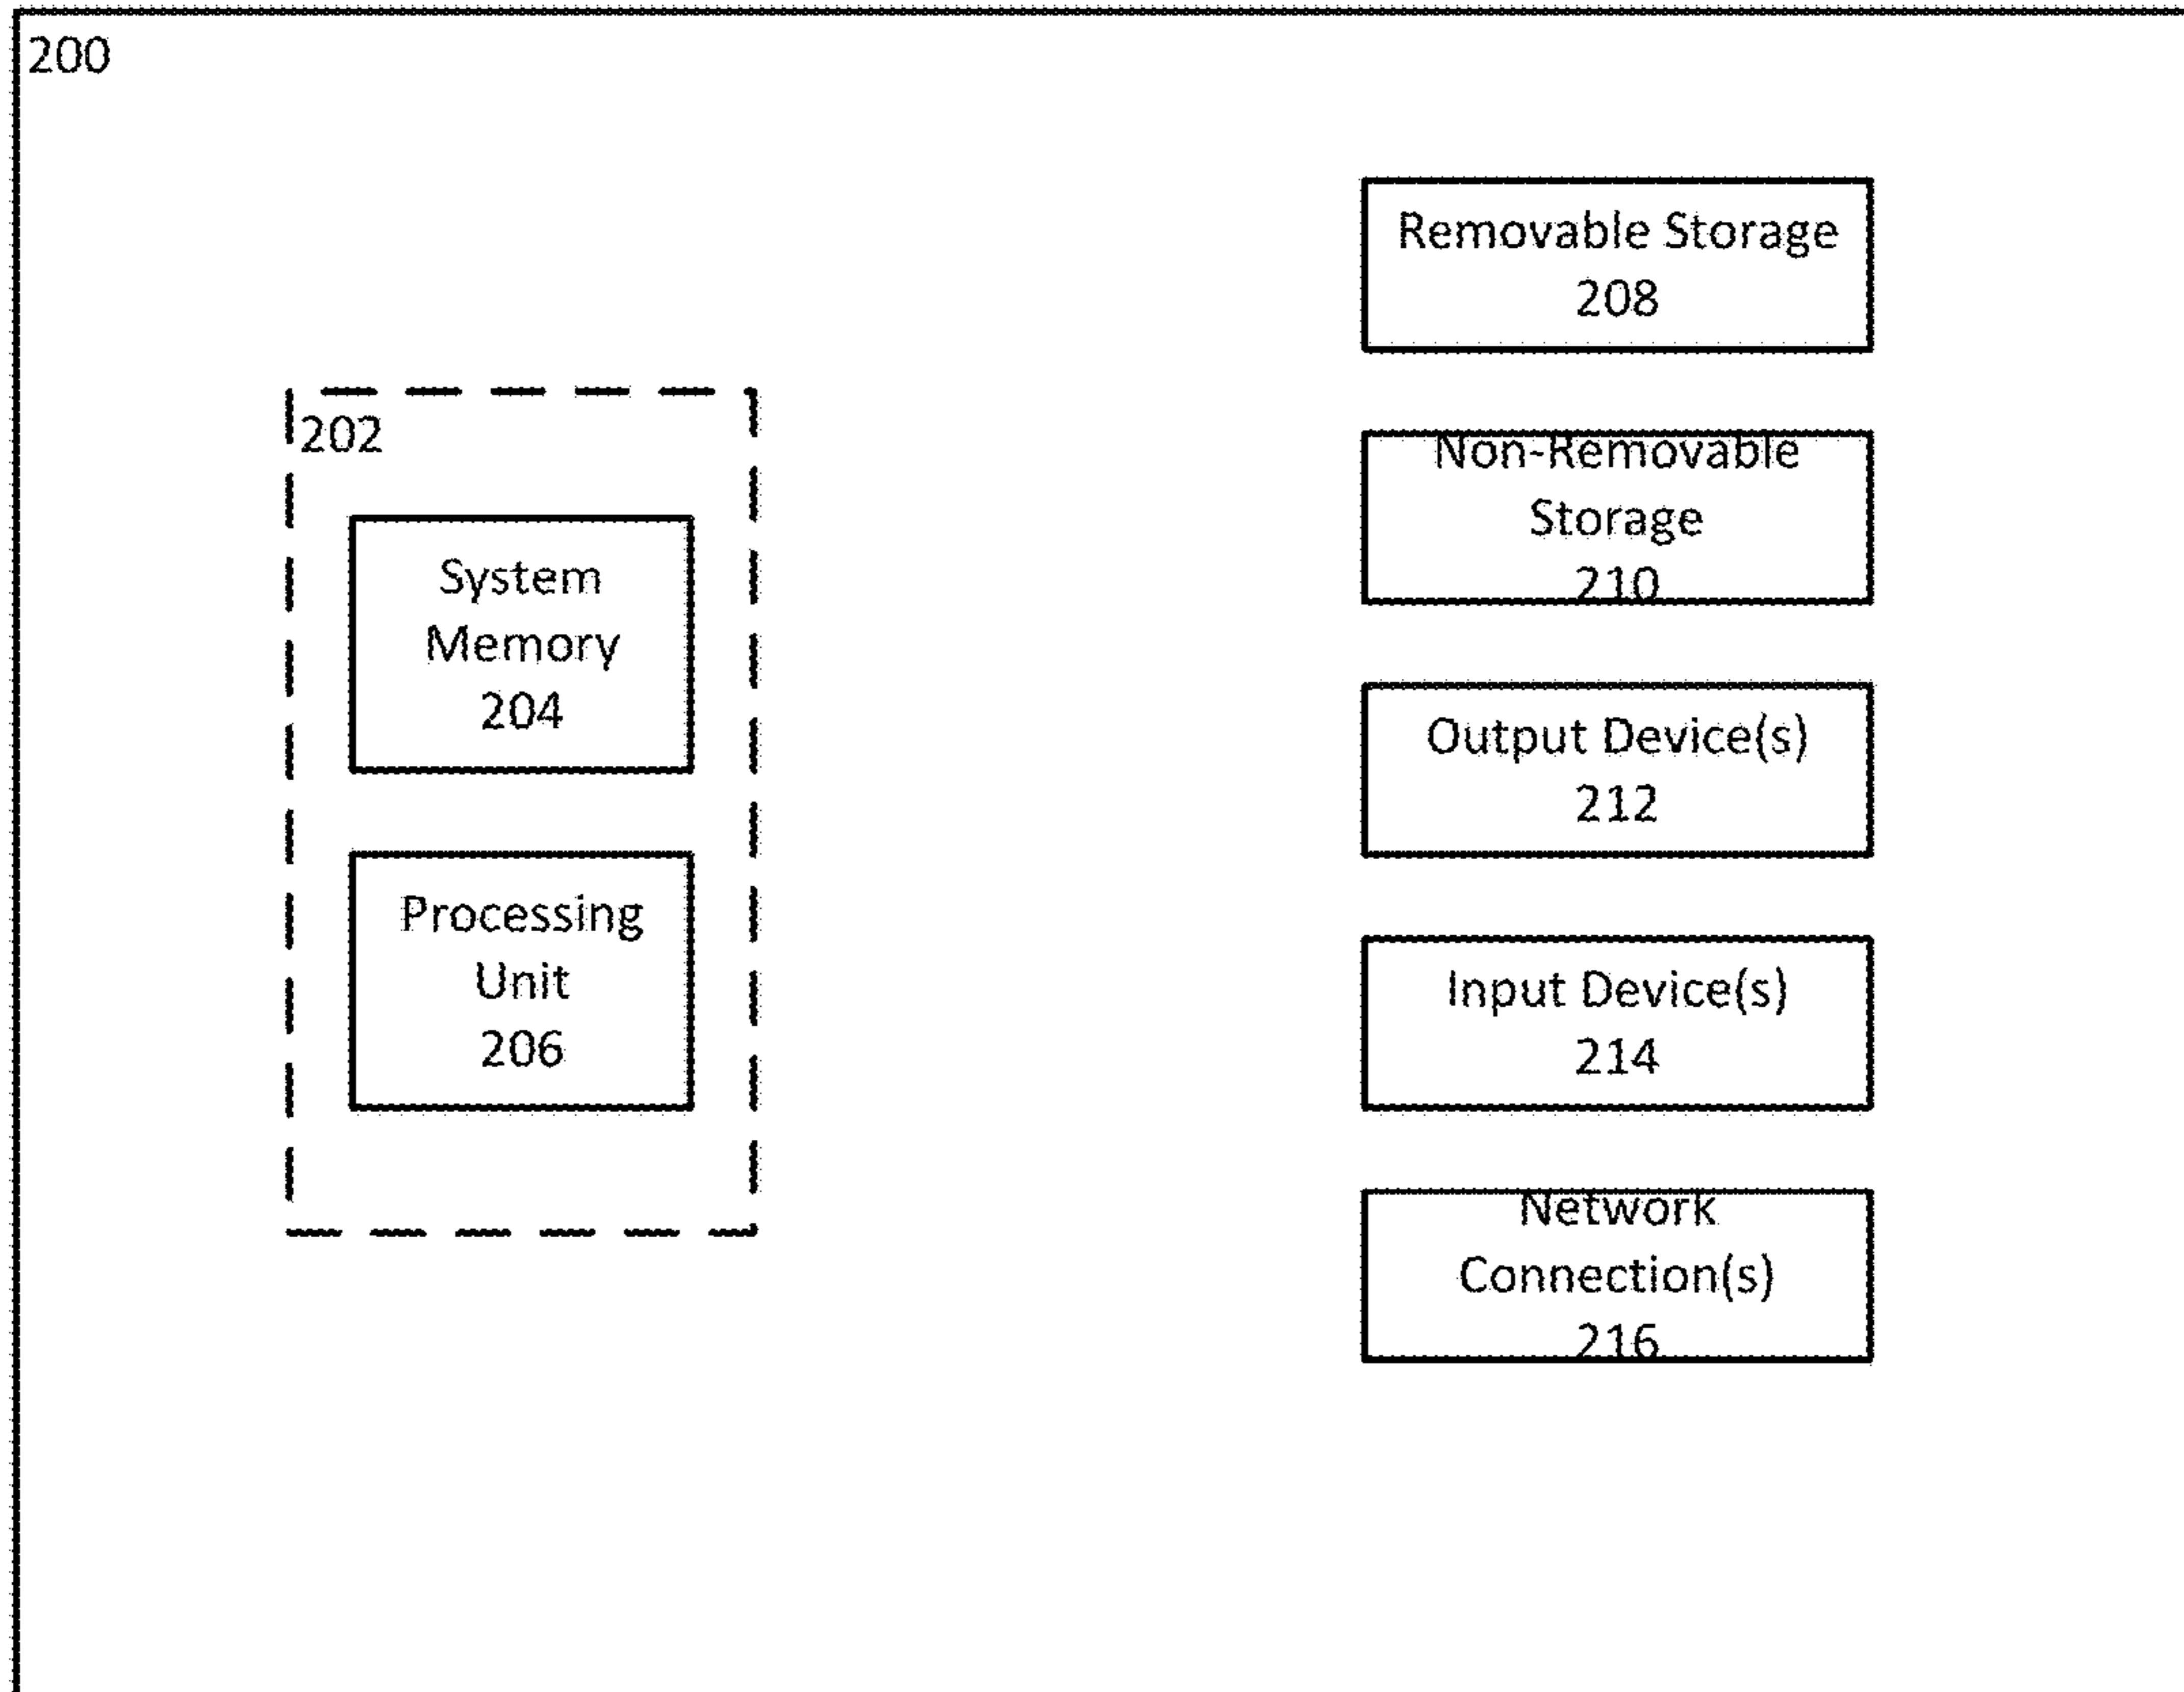 200
202
System
Memory
204
Processing
Unit
206
Removable Storage
208
Non-Removable
Storage
210
Output Device(s)
212
Input Device(s)
214
Network
Connection(s)
216